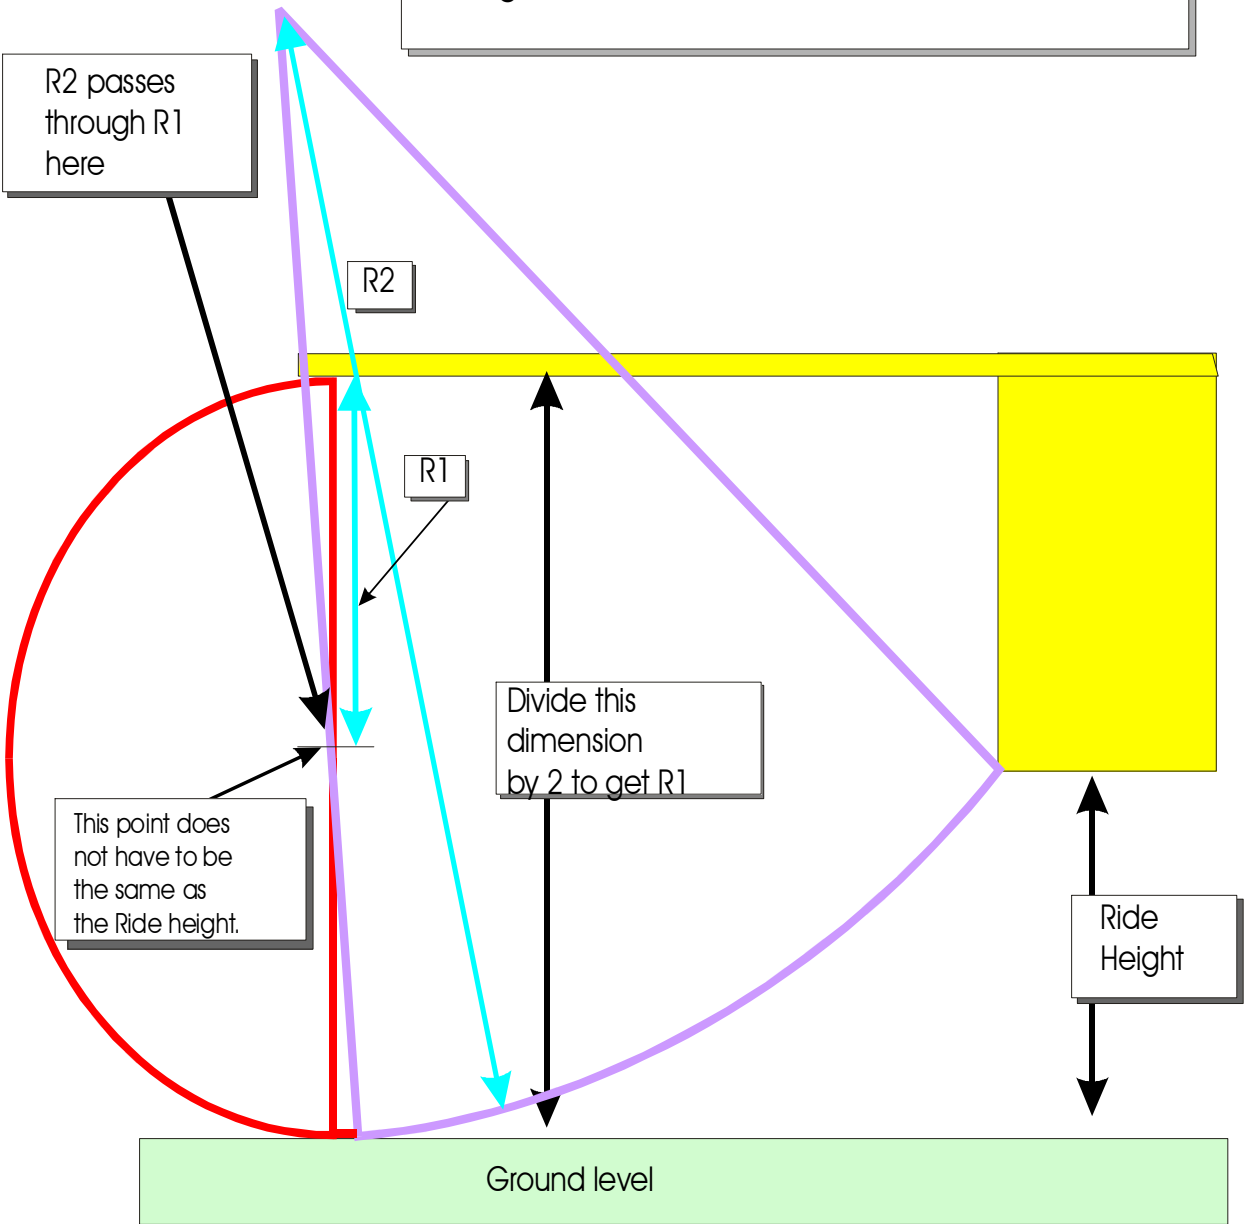 R2 passes
through R1
here
R2
R1
Divide this
dimension
by 2 to get R1
This point does
not have to be
the same as
the Ride height.
Ride
Height
Ground level